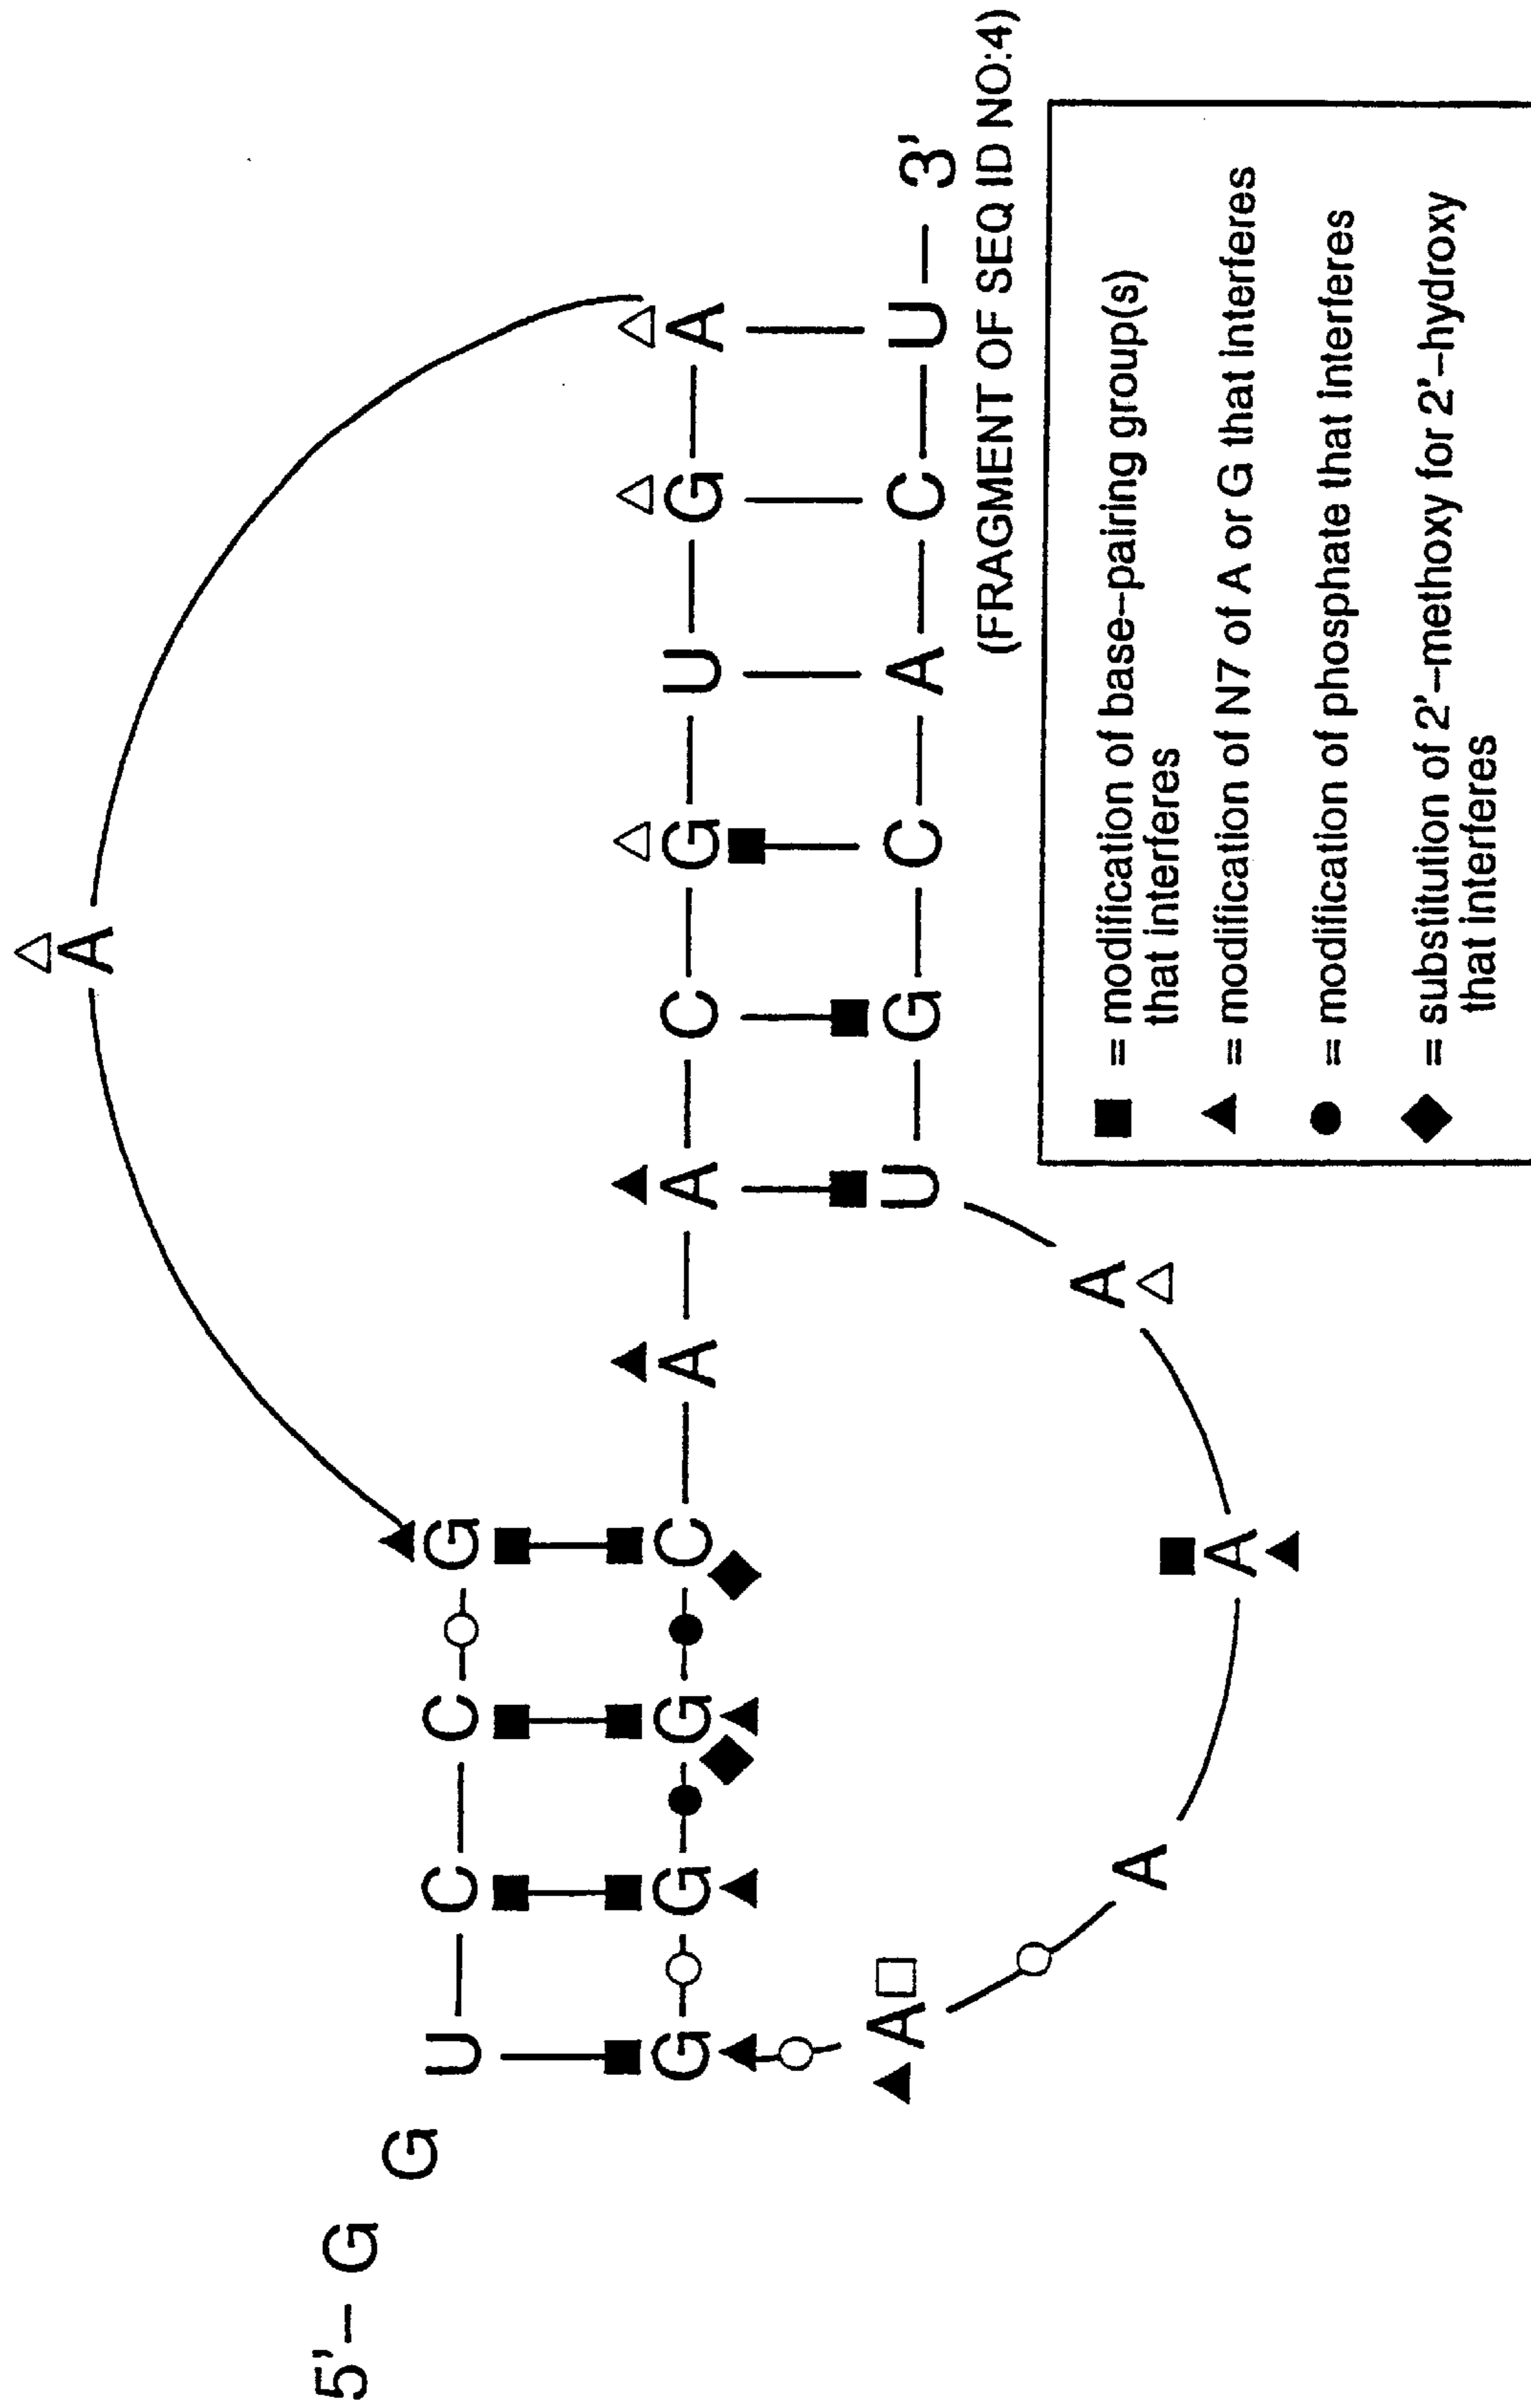 A
5'– G G U C C G
G G G C A A C G U G A
A U G C A C U – 3'
(FRAGMENT OF SEQ ID NO:4)
A A A
■ = modification of base–pairing group(s)
that interferes
▲ = modification of N7 of A or G that interferes
● = modification of phosphate that interferes
◆ = substitution of 2'–methoxy for 2'–hydroxy
that interferes